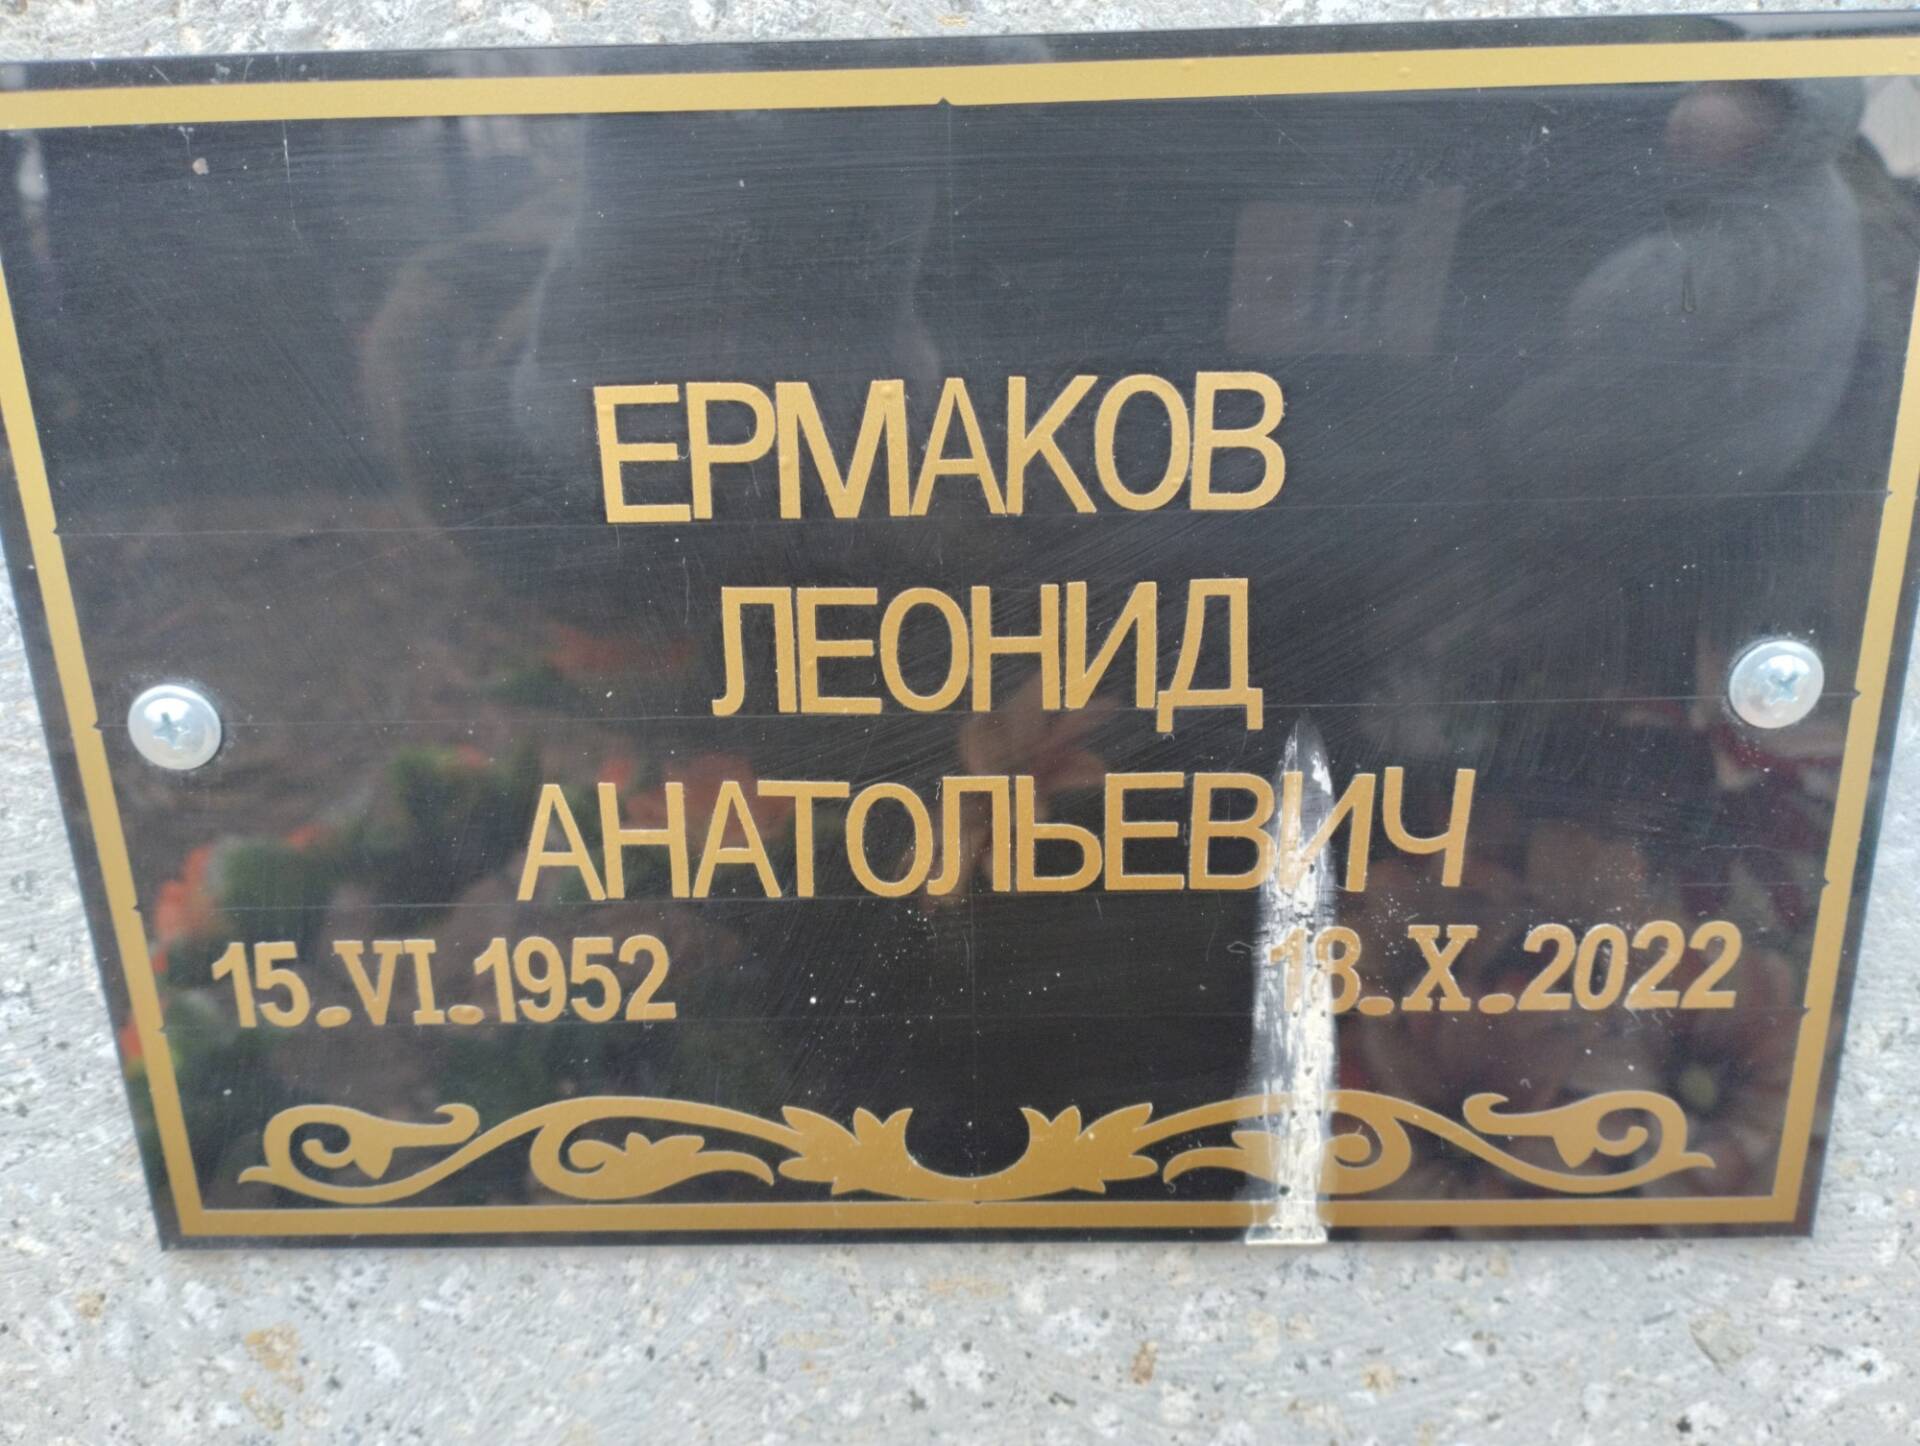 ЕРМАКОВ
ЛЕОНИД
АНАТОЛЬЕВИЧ
15.VI.1952 18.X.2022